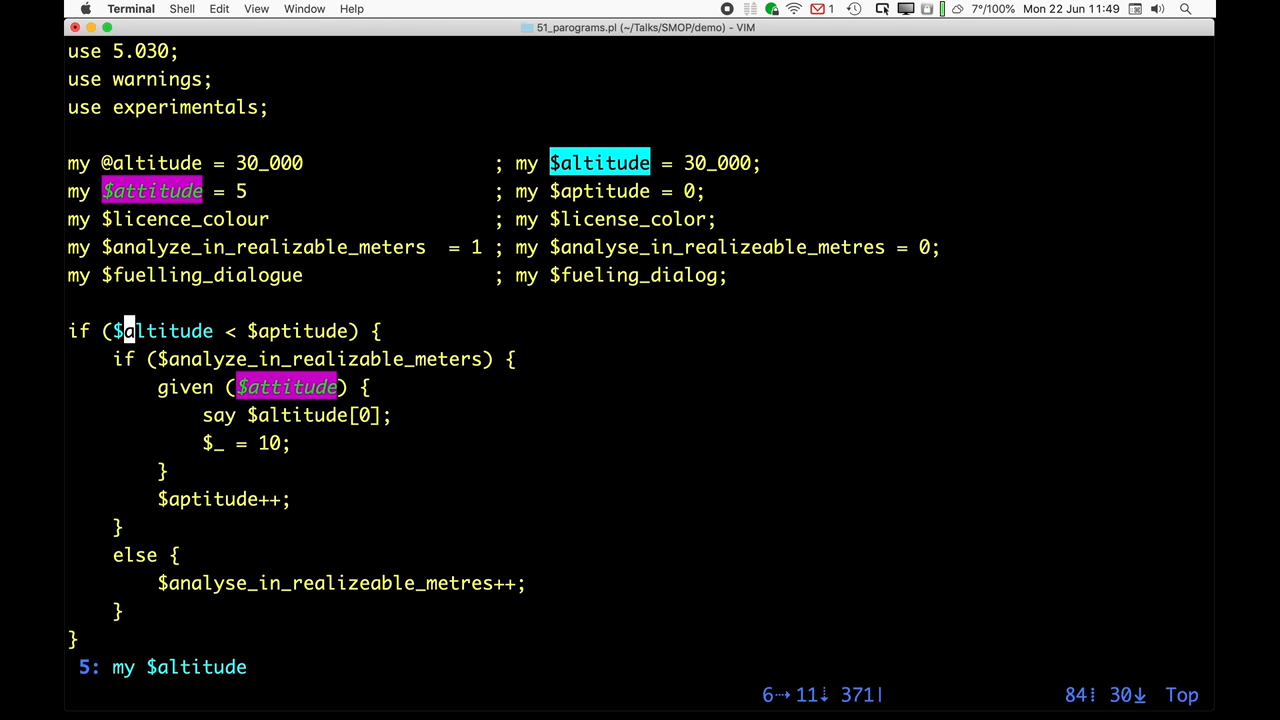 Terminal Shell Edit View Window Help 1 7°/100% Mon 22 Jun 11:49
51_parograms.pl (~/Talks/SMOP/demo) - VIM
use 5.030;
use warnings;
use experimentals;
my @altitude = 30_000 ; my $altitude = 30_000;
my $attitude = 5 ; my $aptitude = 0;
my $licence_colour ; my $license_color;
my $analyze_in_realizable_meters = 1 ; my $analyse_in_realizeable_metres = 0;
my $fuelling_dialogue ; my $fueling_dialog;
if ($altitude < $aptitude) {
if ($analyze_in_realizable_meters) {
given ($attitude) {
say $altitude[0];
$_ = 10;
}
$aptitude++;
}
else {
$analyse_in_realizeable_metres++;
}
}
5: my $altitude
6⇢ 11⇣ 371| 84⁞ 30↓ Top